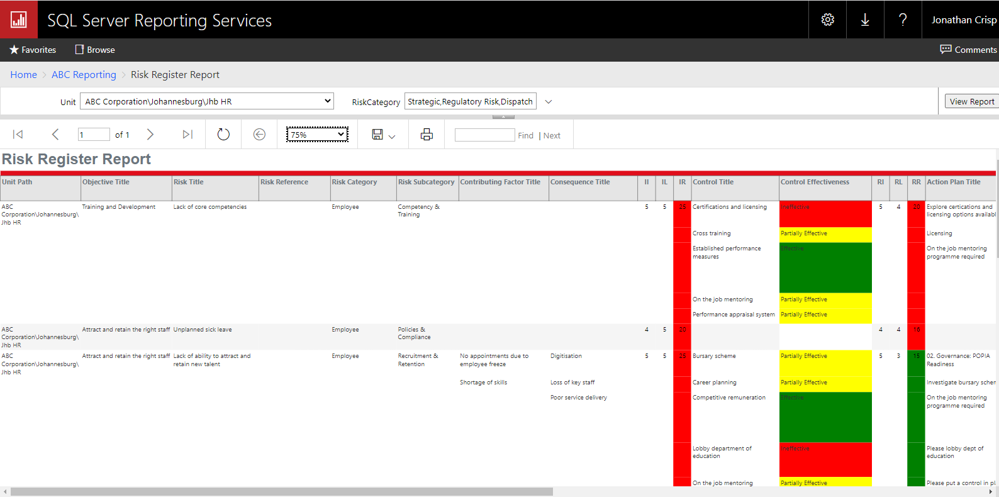 SQL Server Reporting Services
Jonathan Crisp
Favorites
Browse
Comments
Home > ABC Reporting > Risk Register Report
Unit ABC Corporation\Johannesburg\Jhb HR RiskCategory Strategic,Regulatory Risk,Dispatch View Report
1 of 1 75% Find | Next
Risk Register Report
Unit Path Objective Title Risk Title Risk Reference Risk Category Risk Subcategory Contributing Factor Title Consequence Title II IL IR Control Title Control Effectiveness RI RL RR Action Plan Title
ABC Training and Development Lack of core competencies Employee Competency & 5 5 25 Certifications and licensing Ineffective 5 4 20 Explore certications and
Corporation\Johannesburg\ Training licensing options availabl
Jhb HR
Cross training Partially Effective Licensing
Established performance Effective On the job mentoring
measures programme required
On the job mentoring Partially Effective
Performance appraisal system Partially Effective
ABC Attract and retain the right staff Unplanned sick leave Employee Policies & 4 5 20 4 4 16
Corporation\Johannesburg\ Compliance
Jhb HR
ABC Attract and retain the right staff Lack of ability to attract and Employee Recruitment & No appointments due to Digitisation 5 5 25 Bursary scheme Partially Effective 5 3 15 02. Governance: POPIA
Corporation\Johannesburg\ retain new talent Retention employee freeze Readiness
Jhb HR
Shortage of skills Loss of key staff Career planning Partially Effective Investigate bursary schem
Poor service delivery Competitive remuneration Effective On the job mentoring
programme required
Lobby department of Ineffective Please lobby dept of
education education
On the job mentoring Partially Effective Please put a control in pl